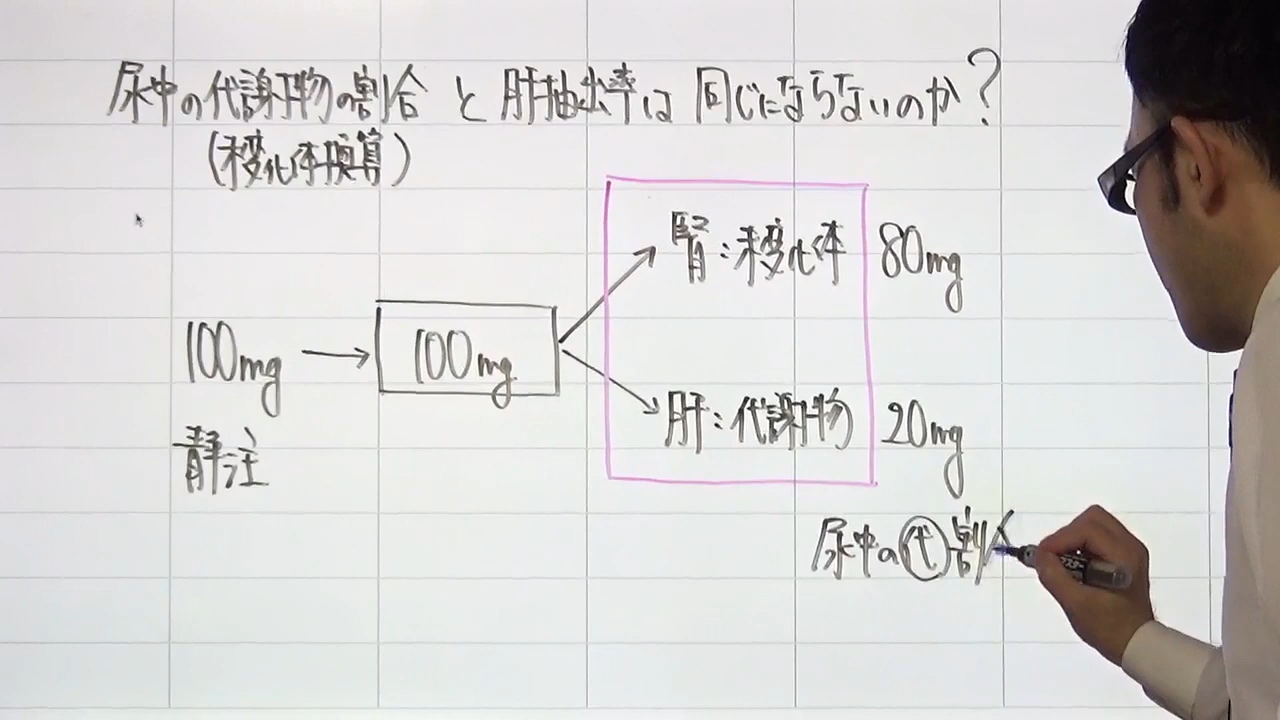 尿中の代謝物の割合 と 肝抽出率は 同じにならないのか?
(未変化体換算)
腎:未変化体 80mg
100mg → 100mg
静注
肝:代謝物 20mg
尿中の代割